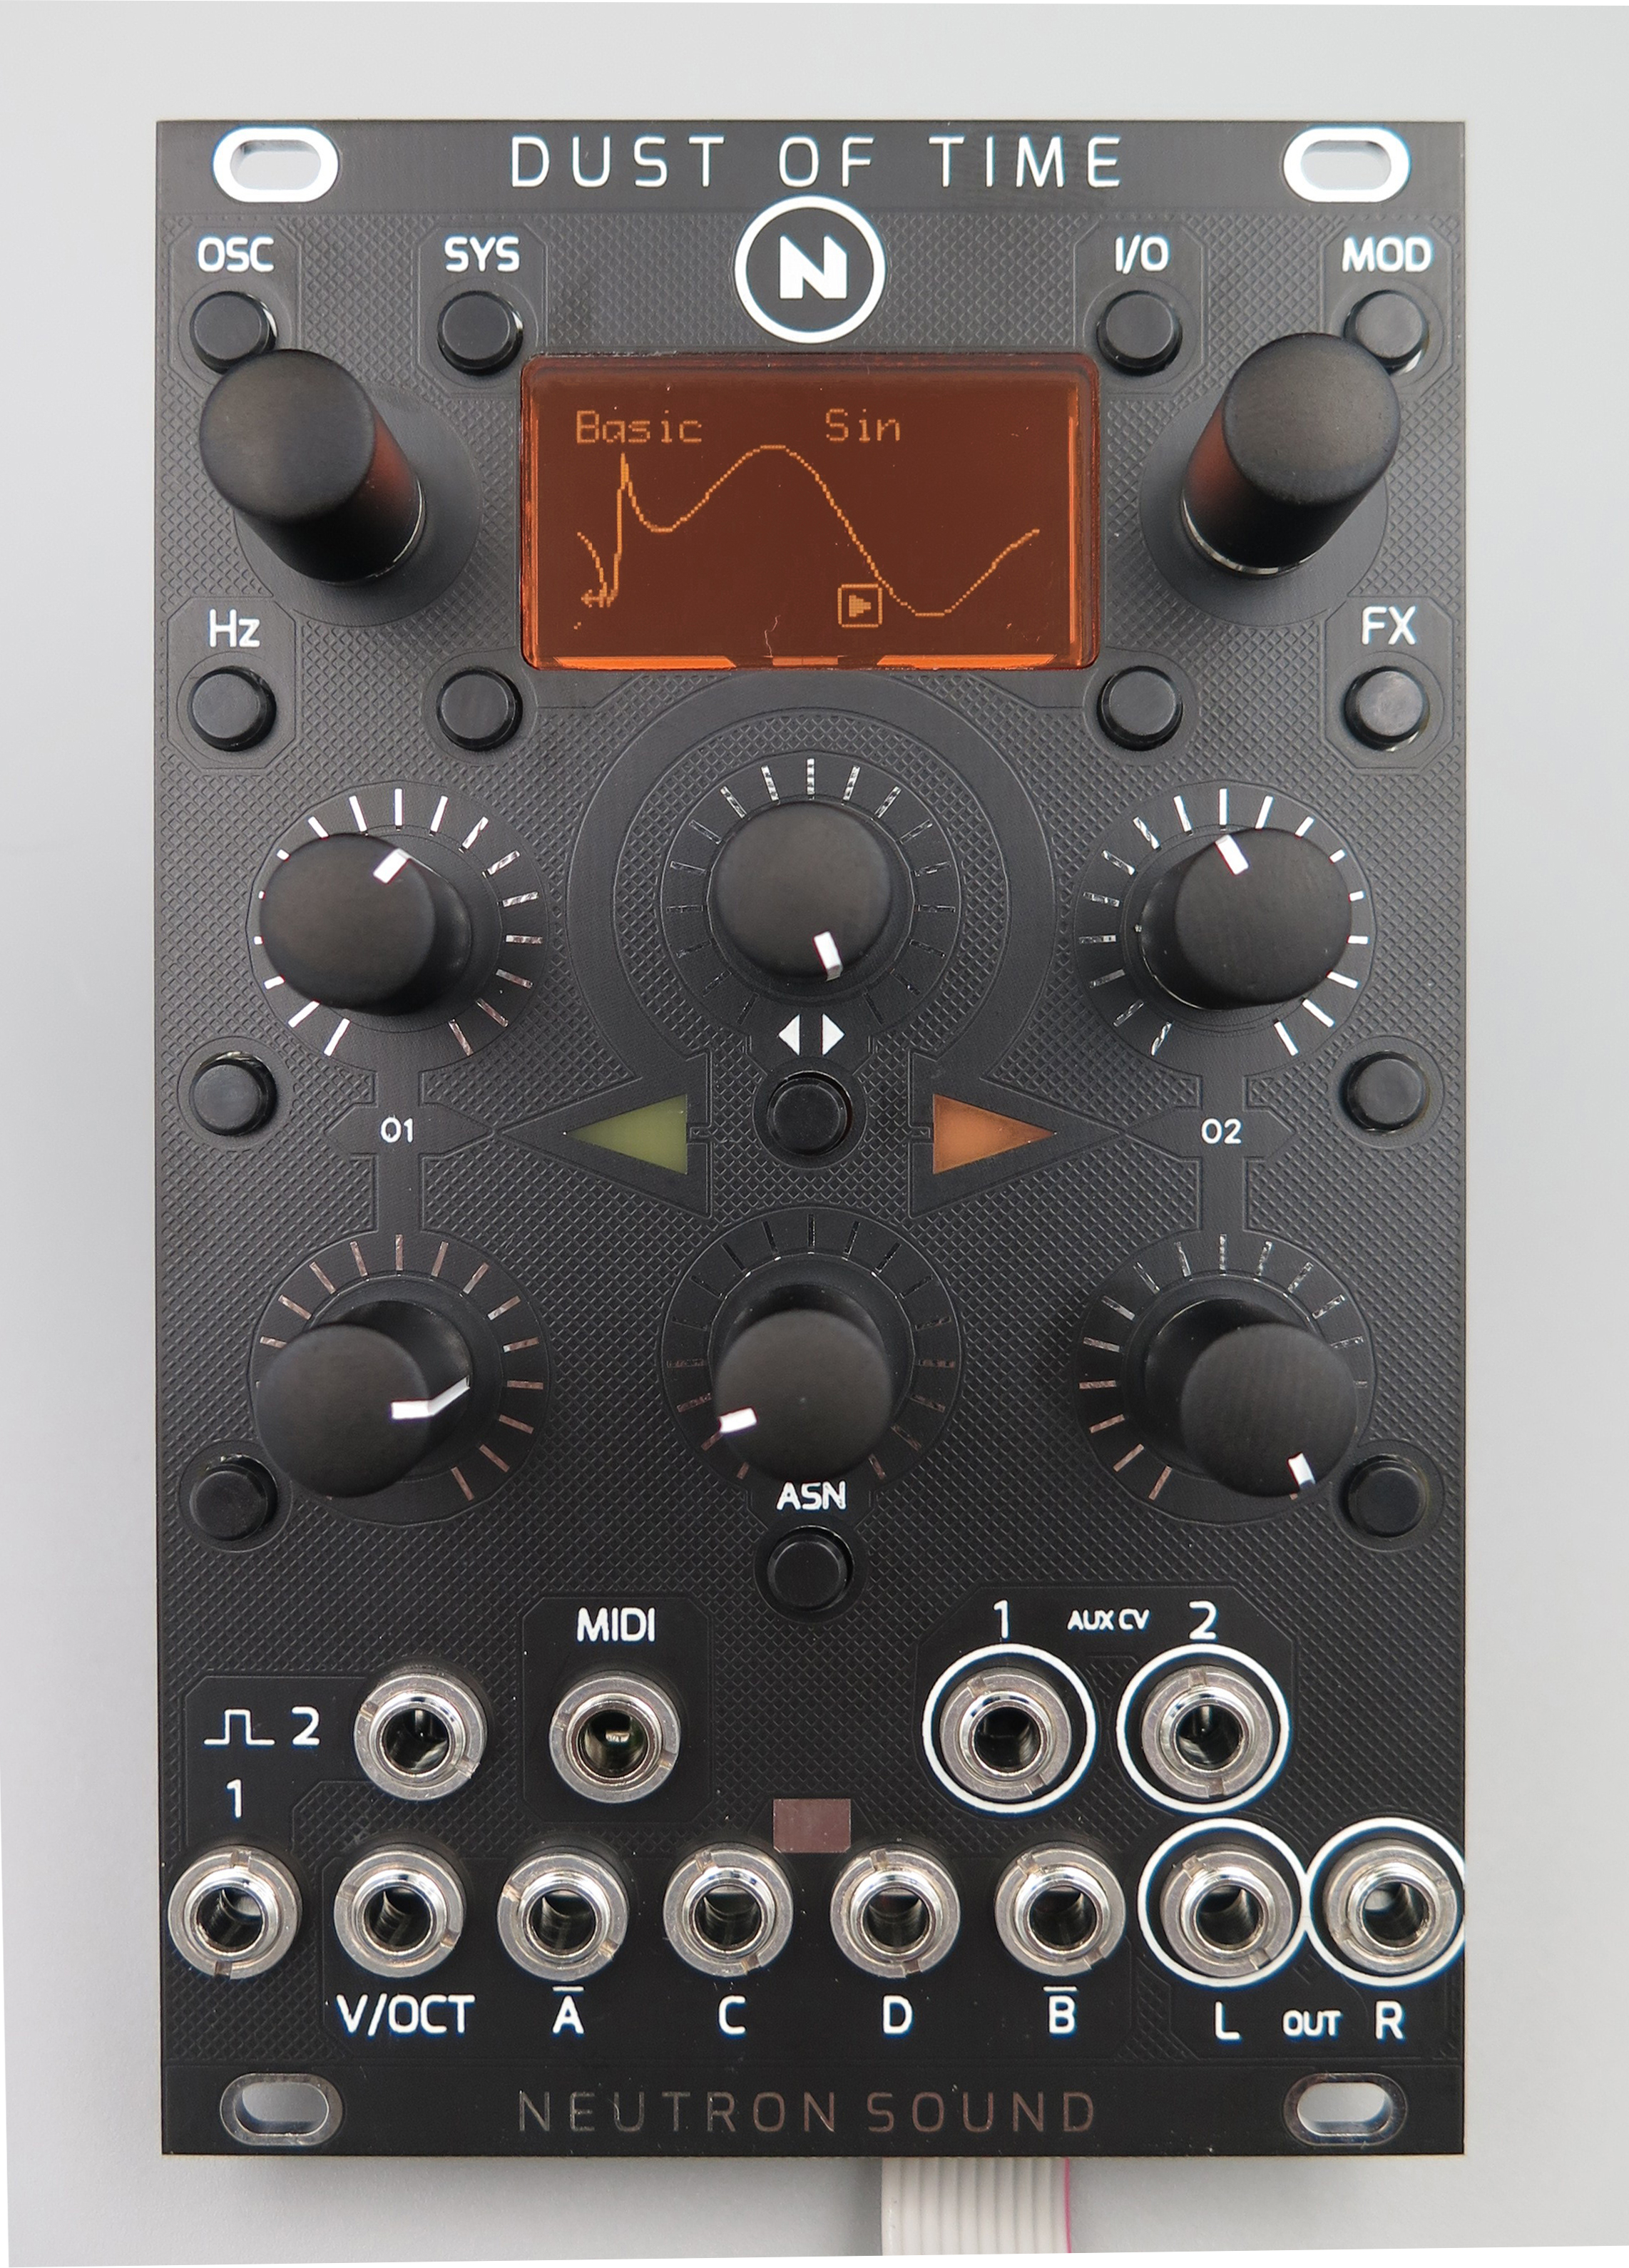 DUST OF TIME
N
OSC SYS I/O MOD
Basic Sin
Hz FX
O1 O2
ASN
MIDI 1 AUX CV 2
2
1
V/OCT A̅ C D B̅ L OUT R
NEUTRON SOUND